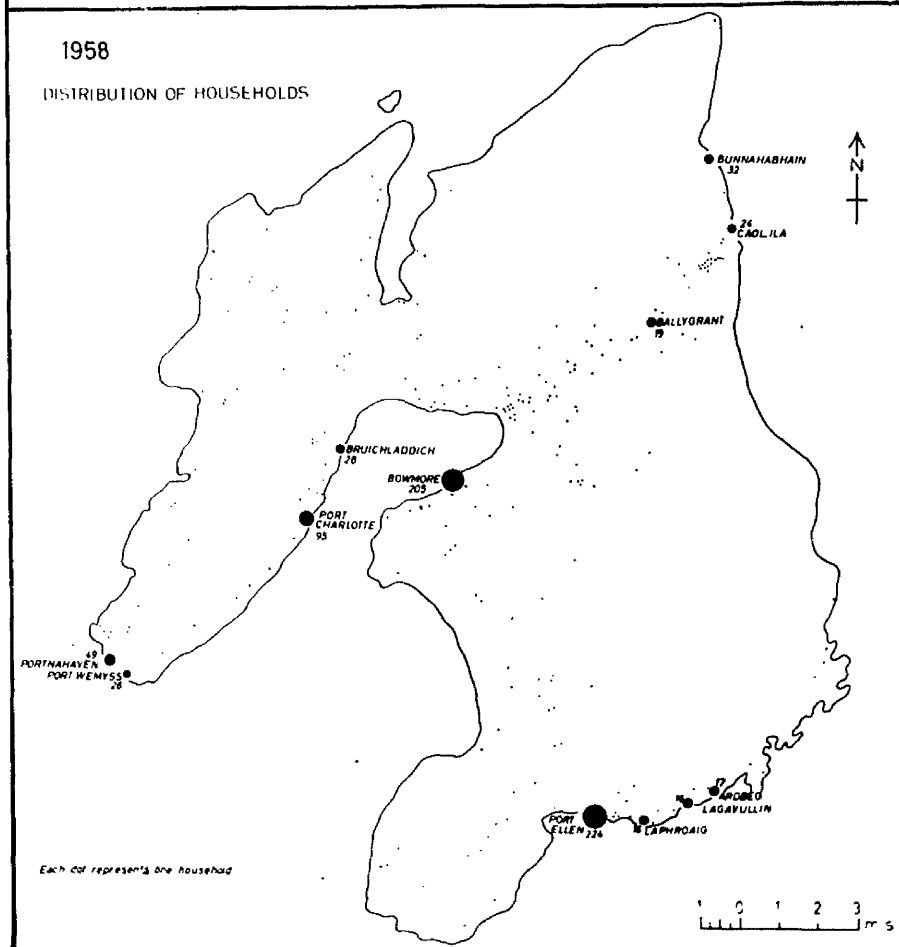 1958
DISTRIBUTION OF HOUSEHOLDS
N
BUNNAHABHAIN
32
24
CAOL.ILA
BALLYGRANT
19
BRUICHLADDICH
28
BOWMORE
205
PORT
CHARLOTTE
95
49
PORTNAHAVEN
PORT WEMYSS
28
ARDBEG
LAGAVULLIN
PORT
ELLEN 224
LAPHROAIG
Each dot represents one household
1 0 1 2 3